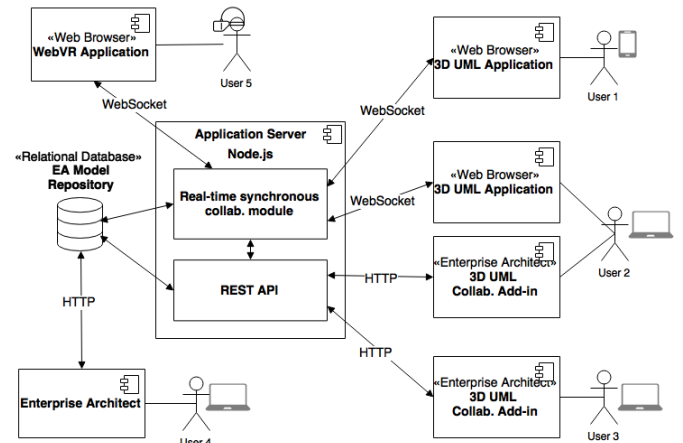 «Web Browser»
WebVR Application
User 5
«Web Browser»
3D UML Application
User 1
WebSocket
WebSocket
Application Server
Node.js
«Relational Database»
EA Model
Repository
Real-time synchronous
collab. module
WebSocket
«Web Browser»
3D UML Application
REST API
HTTP
«Enterprise Architect»
3D UML
Collab. Add-in
User 2
HTTP
HTTP
Enterprise Architect
User 4
«Enterprise Architect»
3D UML
Collab. Add-in
User 3